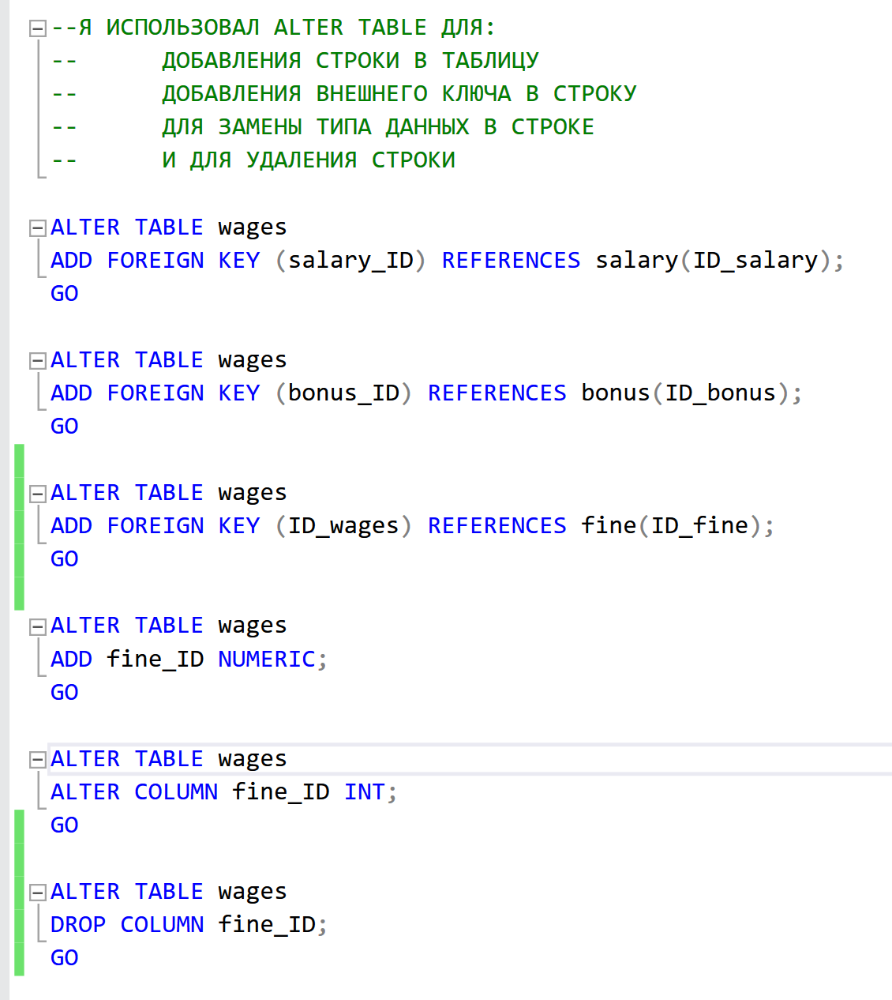 --Я ИСПОЛЬЗОВАЛ ALTER TABLE ДЛЯ:
--      ДОБАВЛЕНИЯ СТРОКИ В ТАБЛИЦУ
--      ДОБАВЛЕНИЯ ВНЕШНЕГО КЛЮЧА В СТРОКУ
--      ДЛЯ ЗАМЕНЫ ТИПА ДАННЫХ В СТРОКЕ
--      И ДЛЯ УДАЛЕНИЯ СТРОКИ
ALTER TABLE wages
ADD FOREIGN KEY (salary_ID) REFERENCES salary(ID_salary);
GO
ALTER TABLE wages
ADD FOREIGN KEY (bonus_ID) REFERENCES bonus(ID_bonus);
GO
ALTER TABLE wages
ADD FOREIGN KEY (ID_wages) REFERENCES fine(ID_fine);
GO
ALTER TABLE wages
ADD fine_ID NUMERIC;
GO
ALTER TABLE wages
ALTER COLUMN fine_ID INT;
GO
ALTER TABLE wages
DROP COLUMN fine_ID;
GO